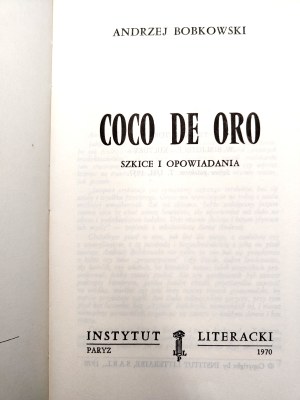 ANDRZEJ BOBKOWSKI
COCO DE ORO
SZKICE I OPOWIADANIA
INSTYTUT LITERACKI
PARYŻ 1970